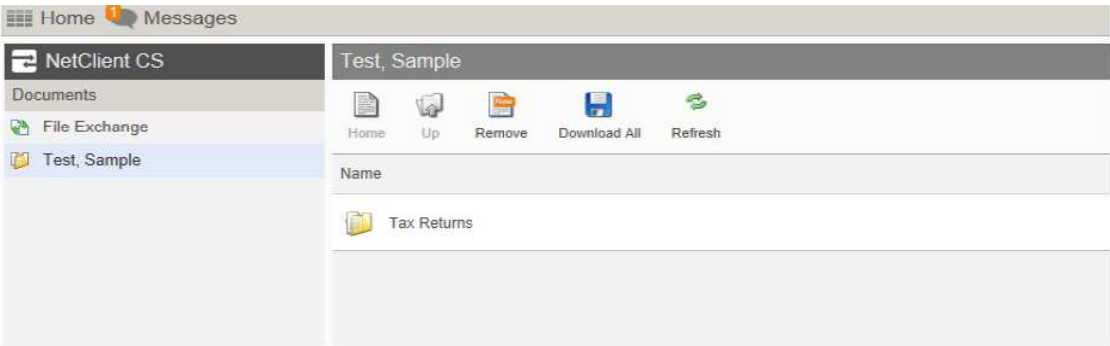 Home 1 Messages
NetClient CS
Documents
File Exchange
Test, Sample
Test, Sample
Home Up New Remove Download All Refresh
Name
Tax Returns